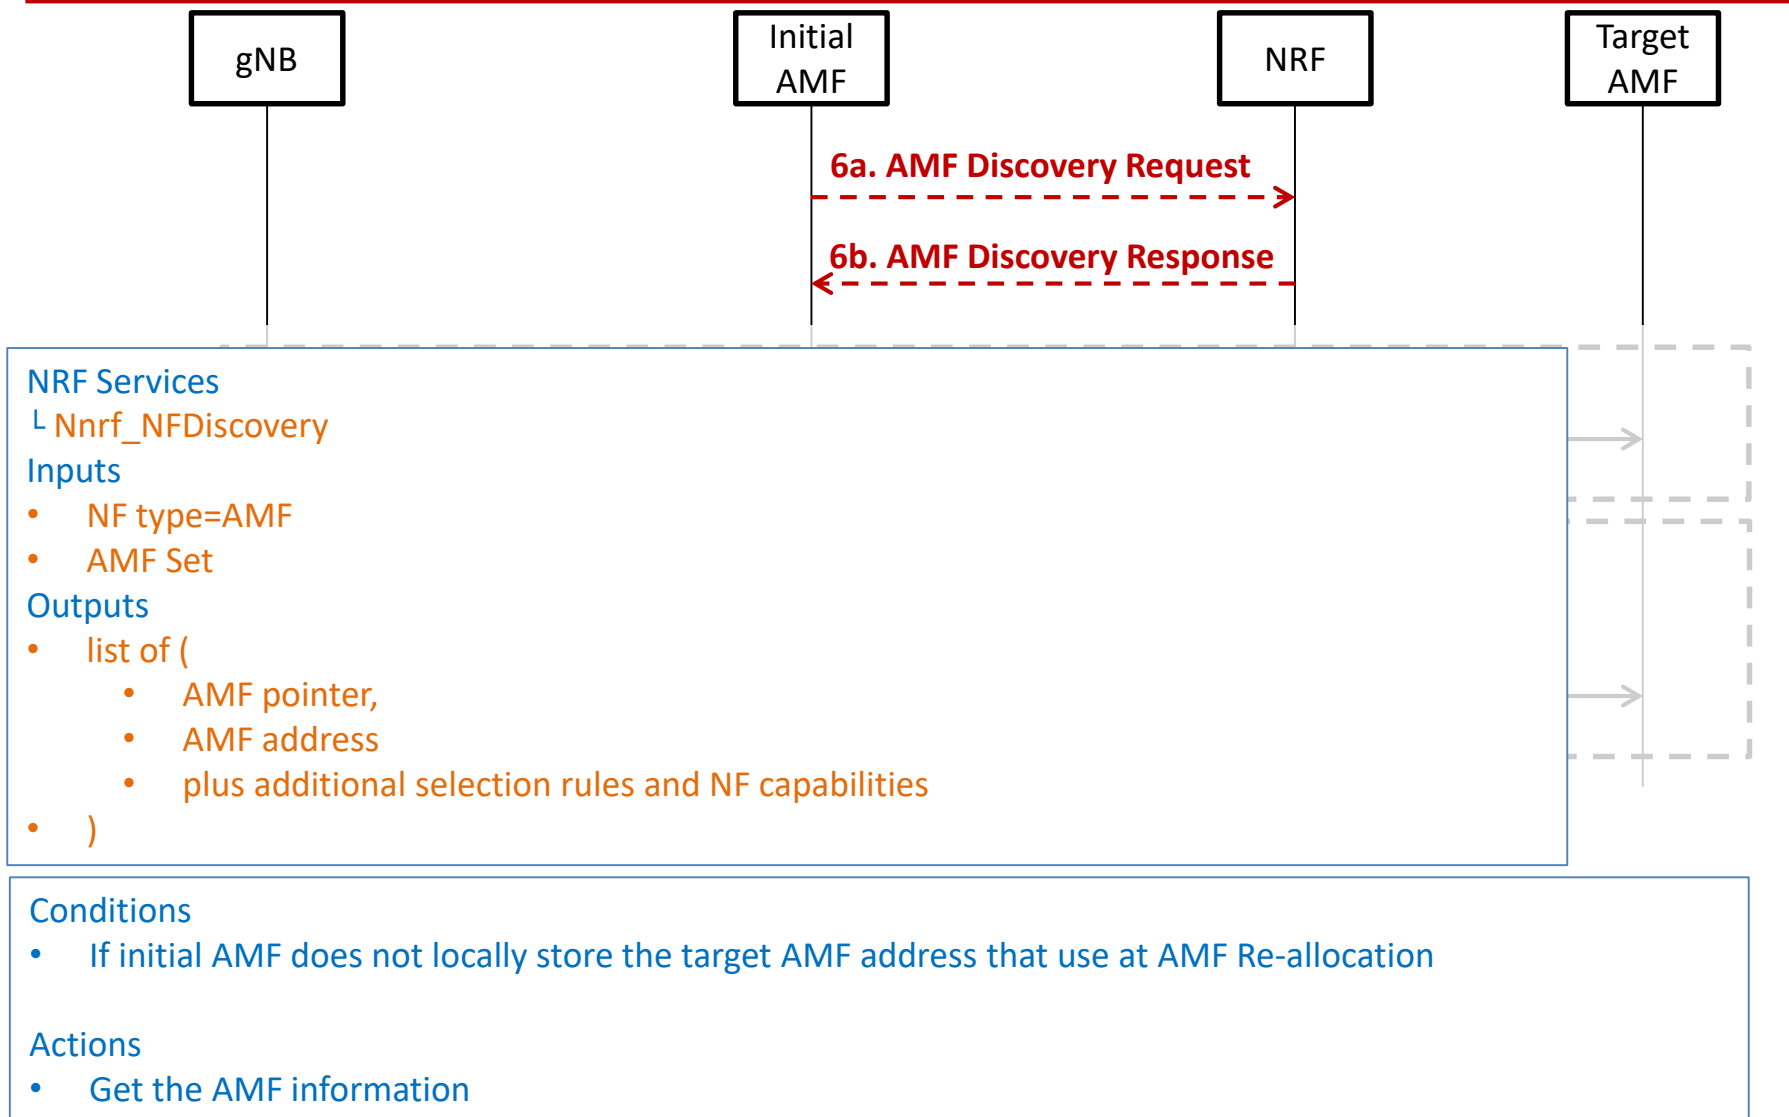 gNB
Initial
AMF
NRF
Target
AMF
6a. AMF Discovery Request
6b. AMF Discovery Response
NRF Services
└ Nnrf_NFDiscovery
Inputs
• NF type=AMF
• AMF Set
Outputs
• list of (
• AMF pointer,
• AMF address
• plus additional selection rules and NF capabilities
• )
Conditions
• If initial AMF does not locally store the target AMF address that use at AMF Re-allocation
Actions
• Get the AMF information